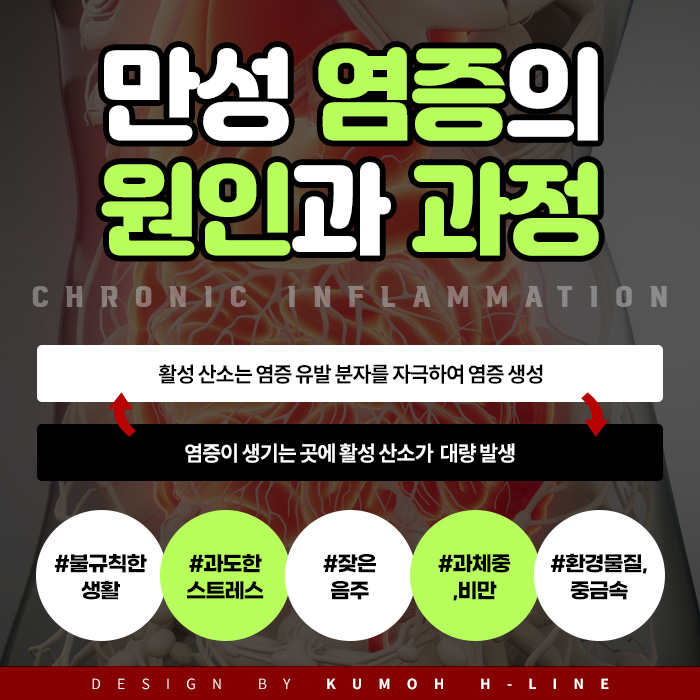 만성 염증의
원인과 과정
CHRONIC INFLAMMATION
활성 산소는 염증 유발 분자를 자극하여 염증 생성
염증이 생기는 곳에 활성 산소가 대량 발생
#불규칙한
생활
#과도한
스트레스
#잦은
음주
#과체중
,비만
#환경물질,
중금속
DESIGN BY KUMOH H-LINE